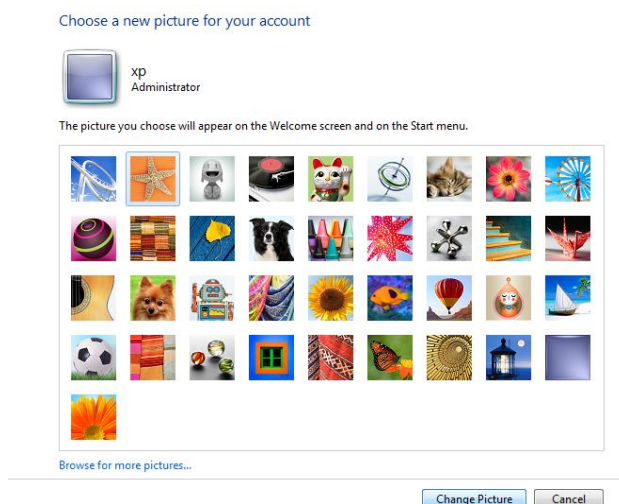 Choose a new picture for your account
xp
Administrator
The picture you choose will appear on the Welcome screen and on the Start menu.
Browse for more pictures...
Change Picture
Cancel